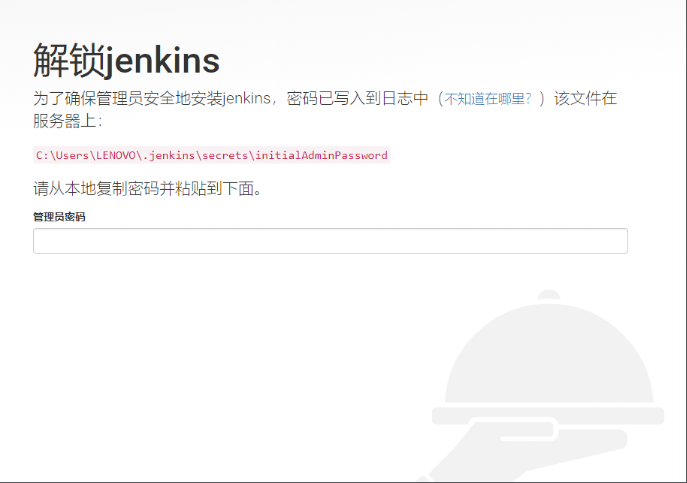 解锁jenkins
为了确保管理员安全地安装jenkins，密码已写入到日志中（不知道在哪里？）该文件在
服务器上：
C:\Users\LENOVO\.jenkins\secrets\initialAdminPassword
请从本地复制密码并粘贴到下面。
管理员密码